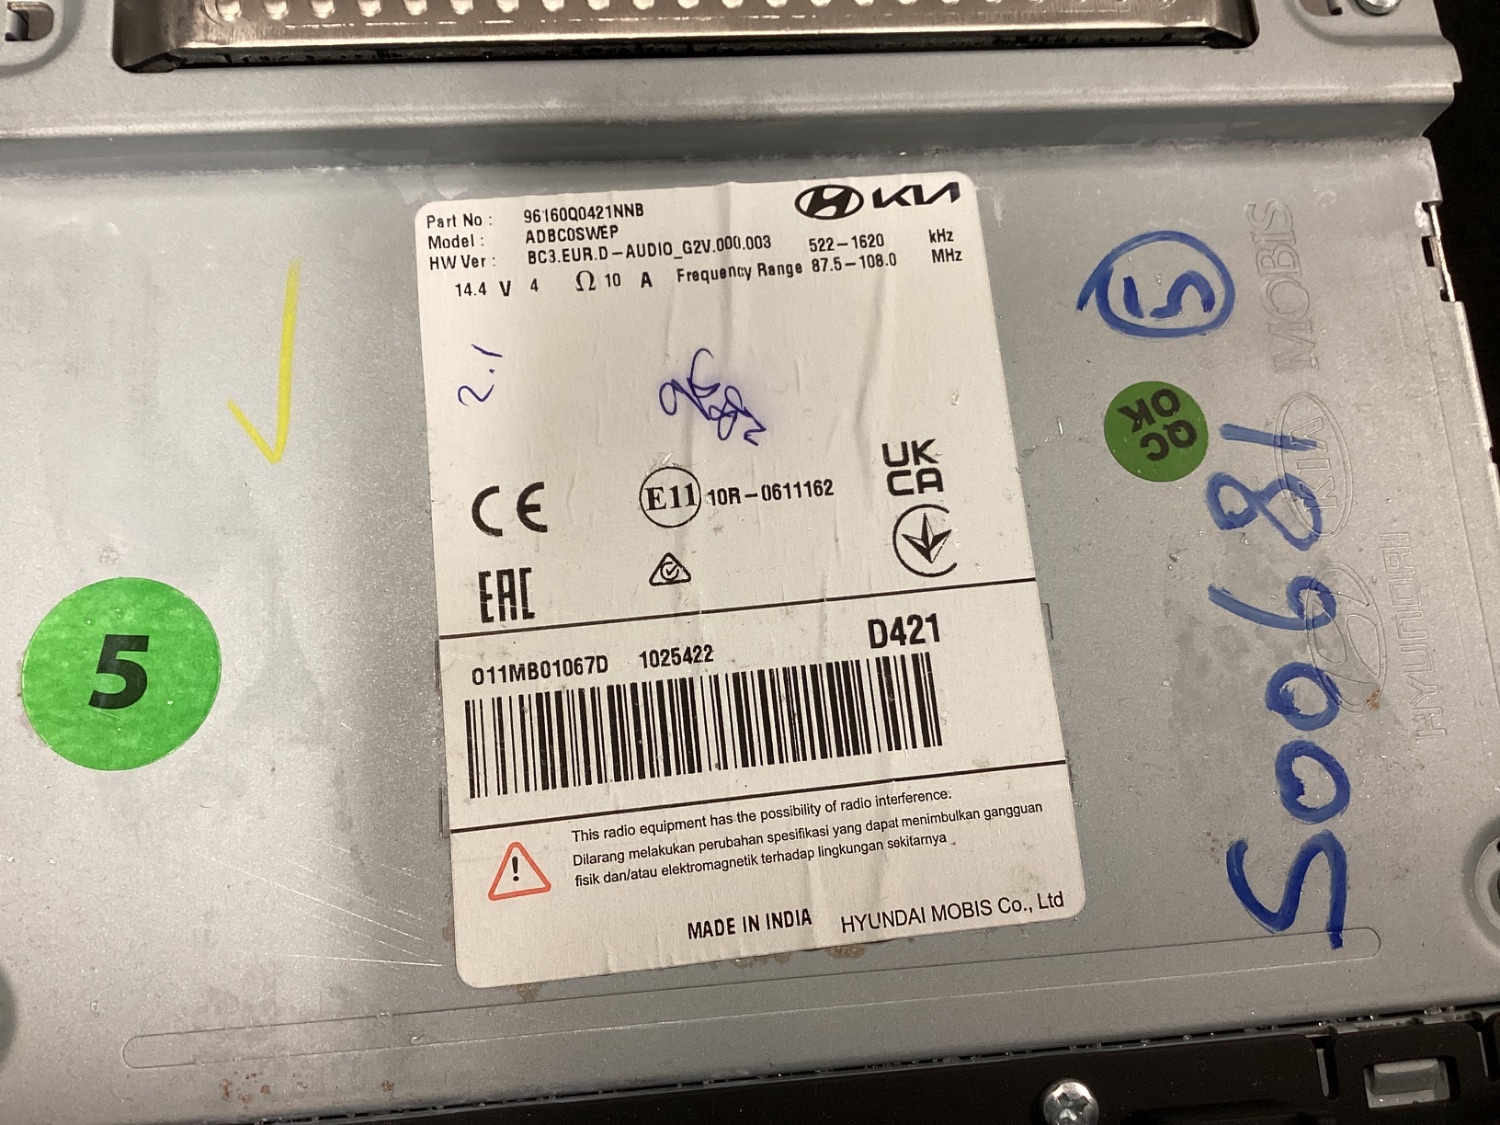 HYUNDAI KIA
Part No : 96160Q0421NNB
Model : ADBC0SWEP
HW Ver : BC3.EUR.D-AUDIO_G2V.000.003
522-1620 kHz
14.4 V 4 Ω 10 A Frequency Range 87.5-108.0 MHz
2.1
CE
E11 10R-0611162
UK
CA
EAC
011MB01067D 1025422 D421
This radio equipment has the possibility of radio interference.
Dilarang melakukan perubahan spesifikasi yang dapat menimbulkan gangguan
fisik dan/atau elektromagnetik terhadap lingkungan sekitarnya
MADE IN INDIA HYUNDAI MOBIS Co., Ltd
5
QC
OK
5
S00681
MOBIS
KIA
HYUNDAI